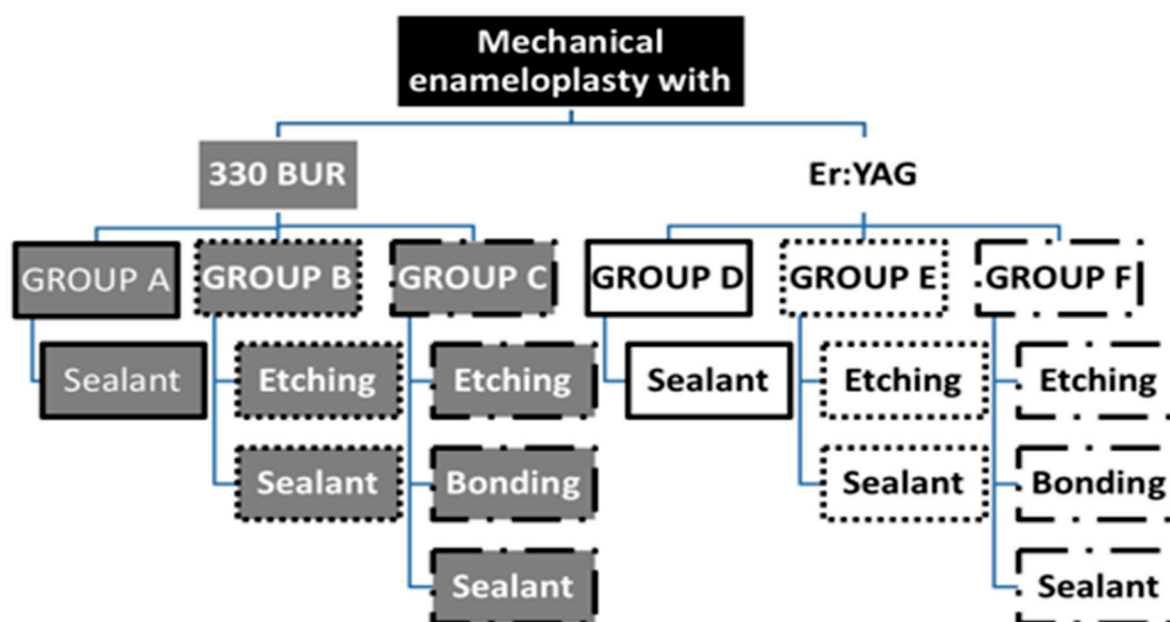 Mechanical
enameloplasty with
330 BUR
Er:YAG
GROUP A
GROUP B
GROUP C
GROUP D
GROUP E
GROUP F
Sealant
Etching
Etching
Sealant
Etching
Etching
Sealant
Bonding
Sealant
Bonding
Sealant
Sealant